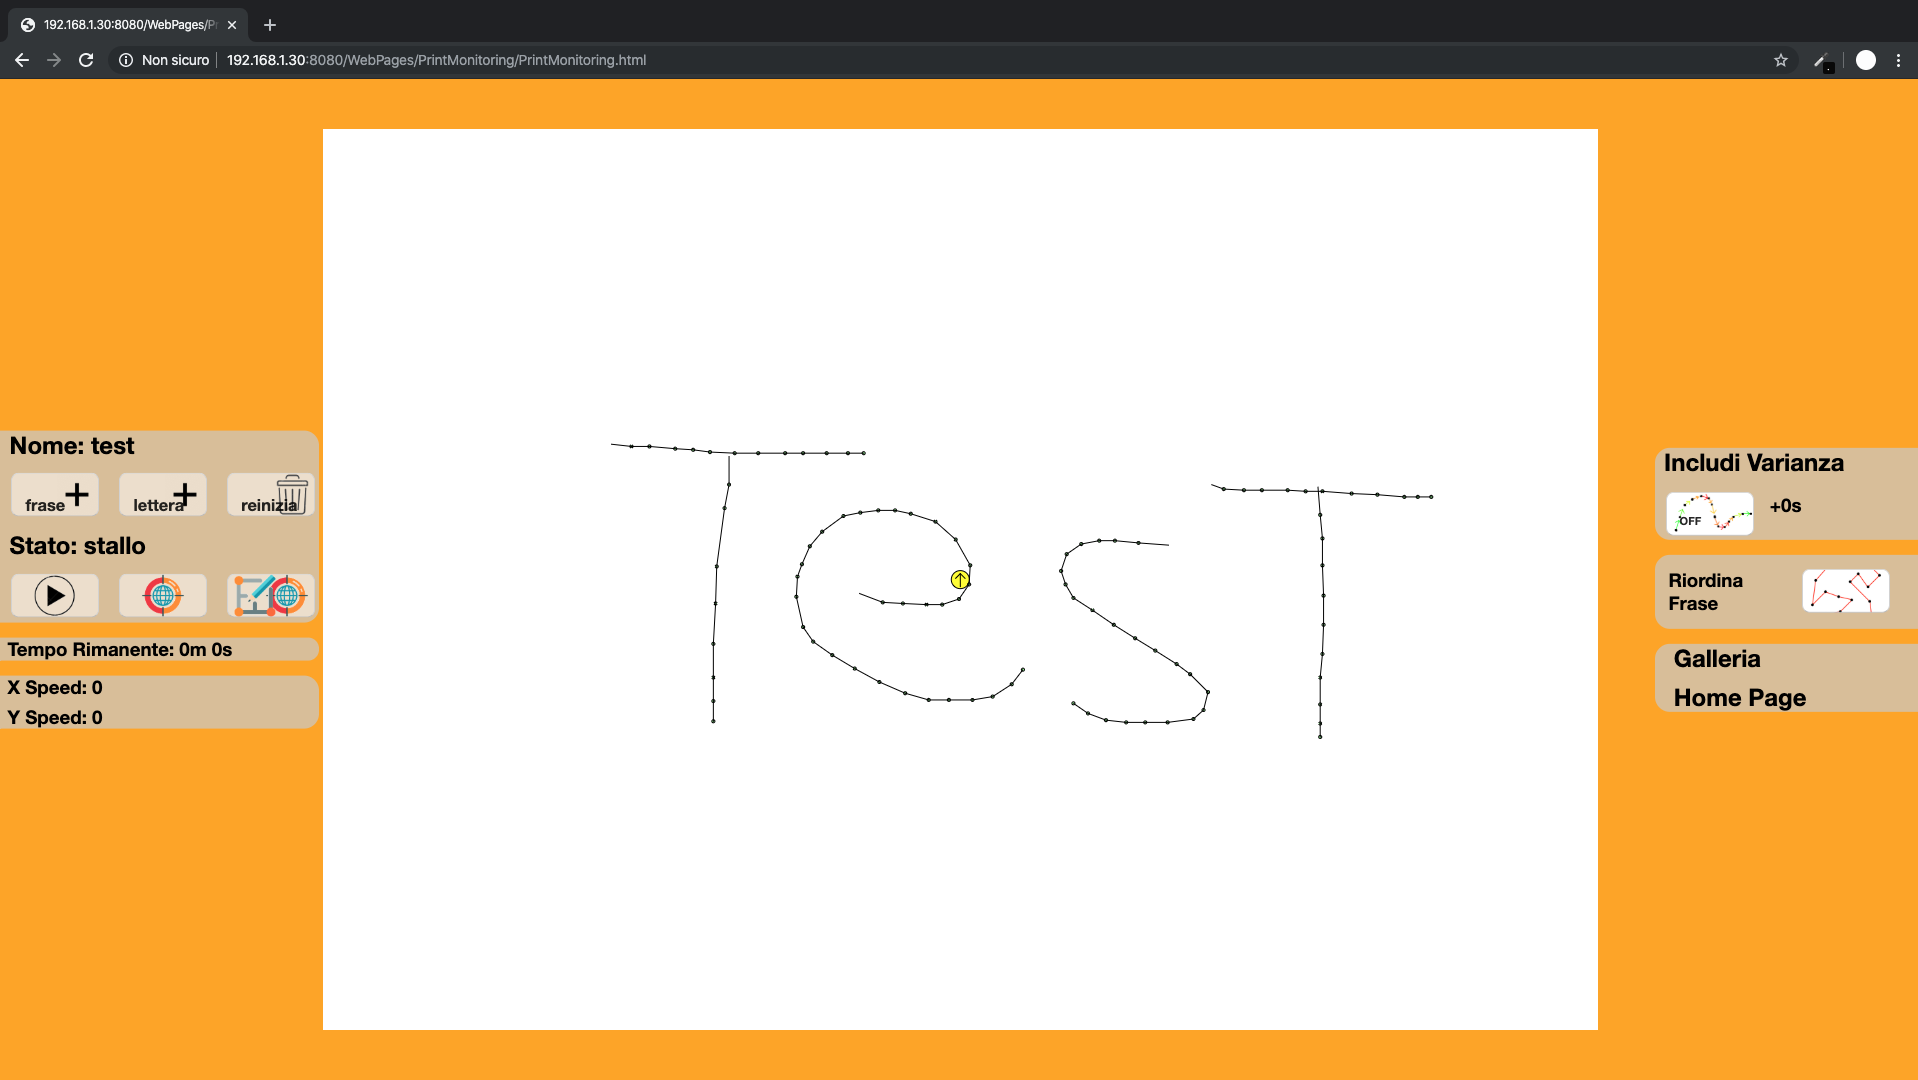 192.168.1.30:8080/WebPages/P
Non sicuro 192.168.1.30:8080/WebPages/PrintMonitoring/PrintMonitoring.html
Nome: test
frase lettera reinizia
Stato: stallo
Tempo Rimanente: 0m 0s
X Speed: 0
Y Speed: 0
TesT
Includi Varianza
OFF +0s
Riordina
Frase
Galleria
Home Page